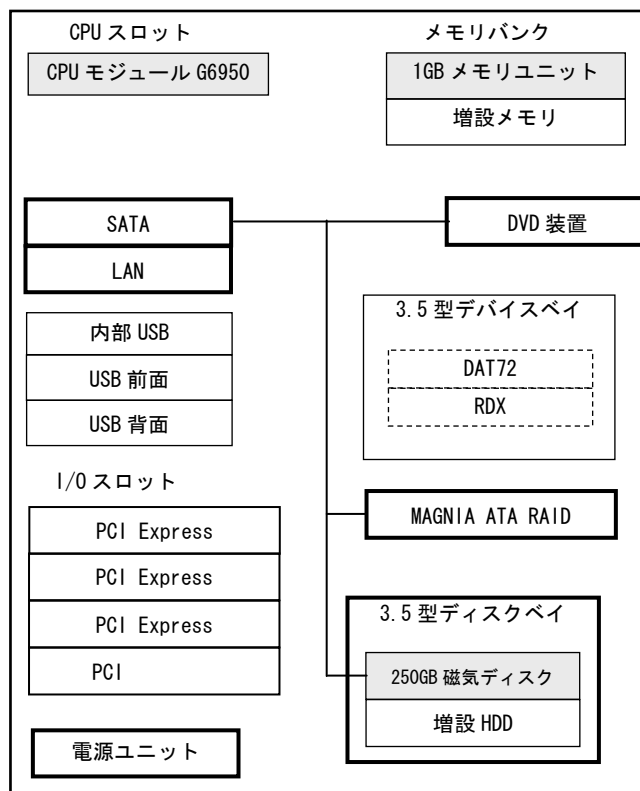 CPU スロット
CPU モジュール G6950
メモリバンク
1GB メモリユニット
増設メモリ
SATA
LAN
DVD 装置
内部 USB
USB 前面
USB 背面
3.5 型デバイスベイ
DAT72
RDX
I/O スロット
PCI Express
PCI Express
PCI Express
PCI
MAGNIA ATA RAID
3.5 型ディスクベイ
250GB 磁気ディスク
増設 HDD
電源ユニット